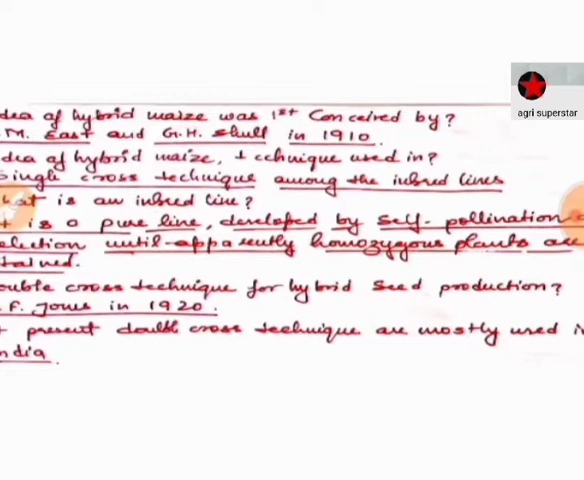 dea of hybrid maize was 1st Conceived by?
.M. East and G.H. Shull in 1910.
dea of hybrid maize, technique used in?
single cross technique among the inbred lines
hat is an inbred line?
t is a pure line, developed by self-pollination
election until apparently homozygous plants are
tained.
ouble cross technique for hybrid seed production?
.F. Jones in 1920.
t present double cross technique are mostly used i
ndia.
agri superstar